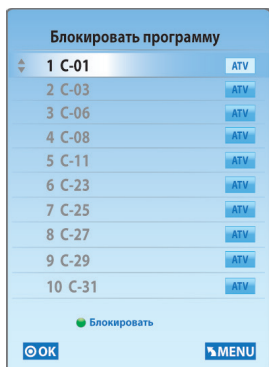 Блокировать программу
1 C-01 ATV
2 C-03 ATV
3 C-06 ATV
4 C-08 ATV
5 C-11 ATV
6 C-23 ATV
7 C-25 ATV
8 C-27 ATV
9 C-29 ATV
10 C-31 ATV
Блокировать
OK MENU